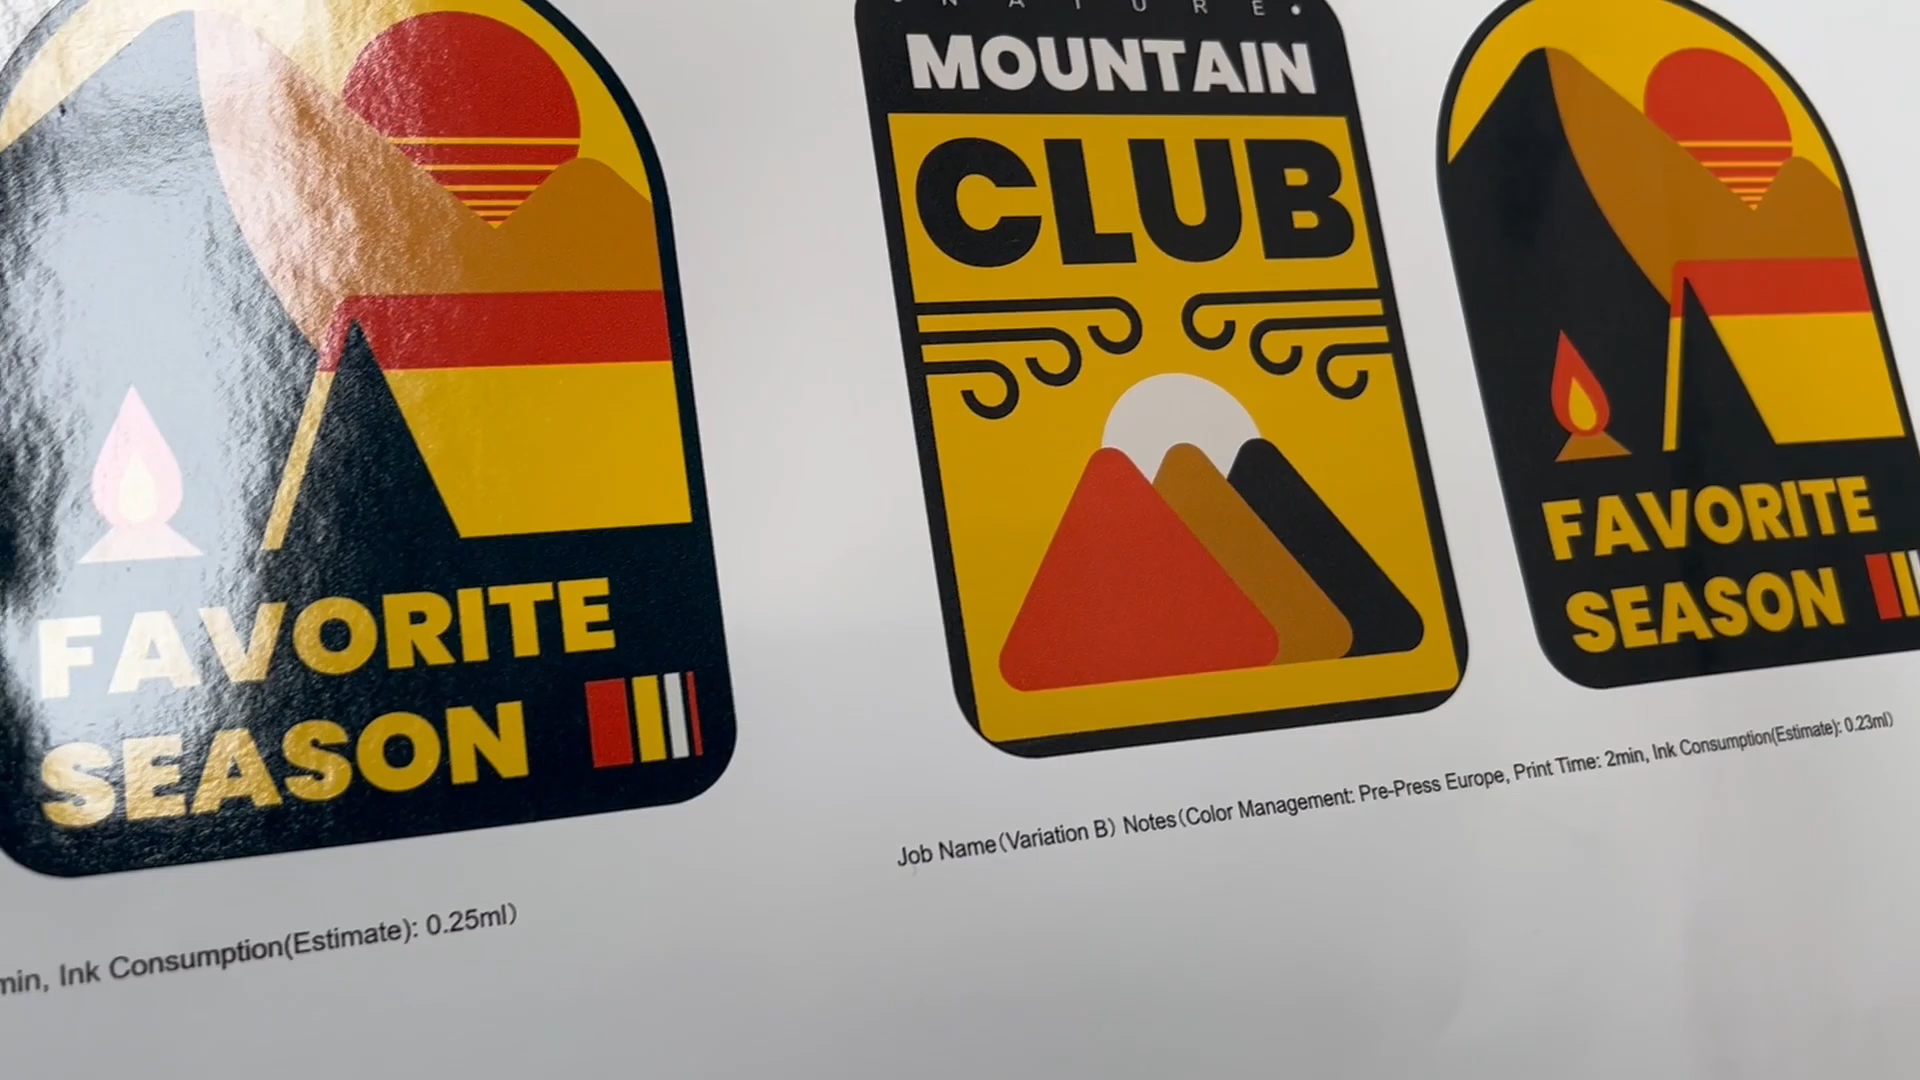 NATURE
MOUNTAIN
CLUB
FAVORITE
SEASON
FAVORITE
SEASON
Job Name(Variation B) Notes(Color Management: Pre-Press Europe, Print Time: 2min, Ink Consumption(Estimate): 0.23ml)
min, Ink Consumption(Estimate): 0.25ml)